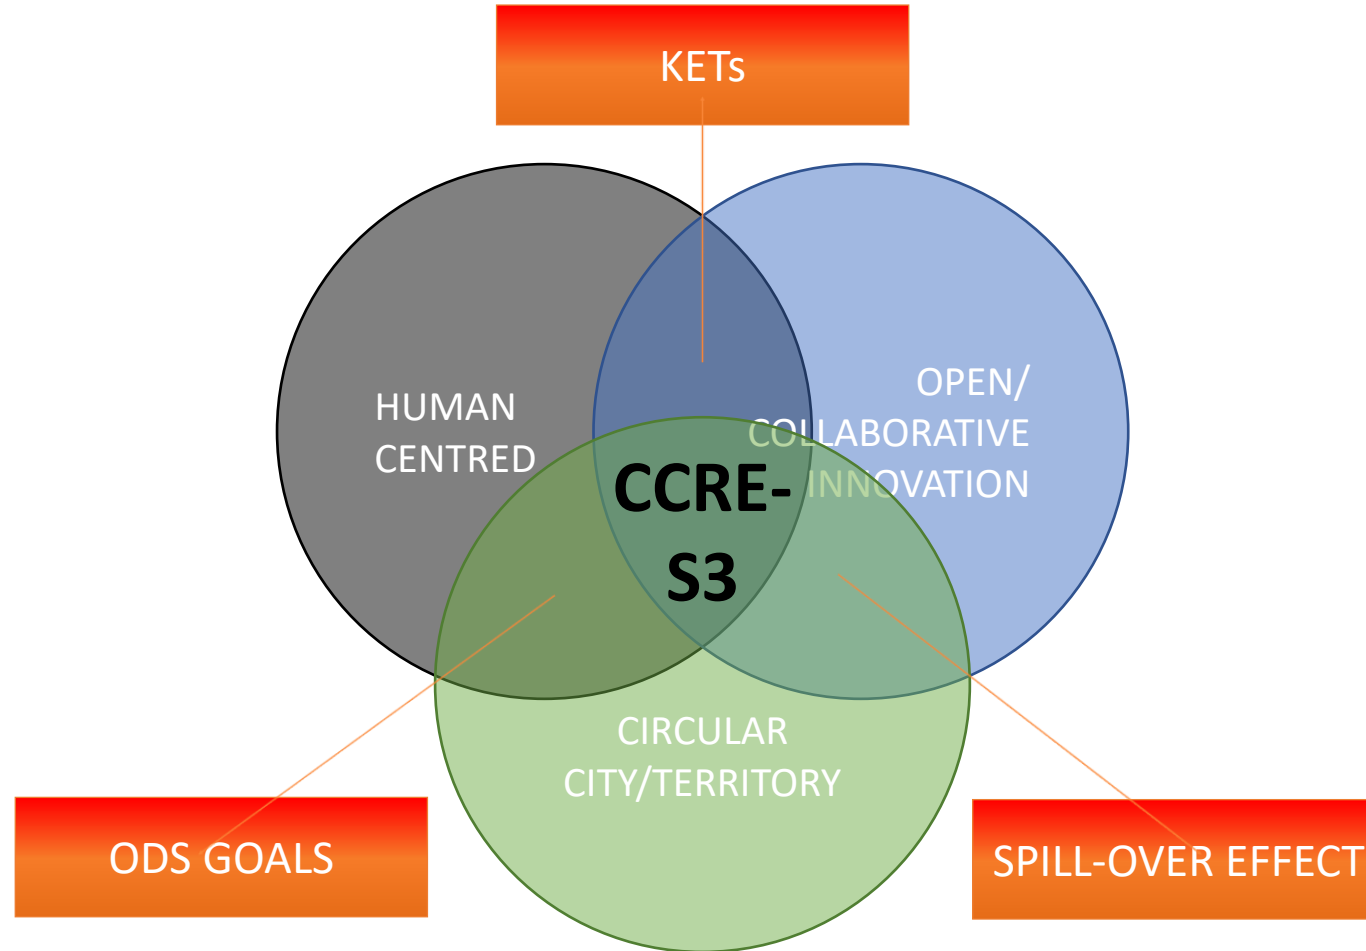 KETs
HUMAN
CENTRED
OPEN/
COLLABORATIVE
INNOVATION
CCRE-
S3
CIRCULAR
CITY/TERRITORY
ODS GOALS
SPILL-OVER EFFECT